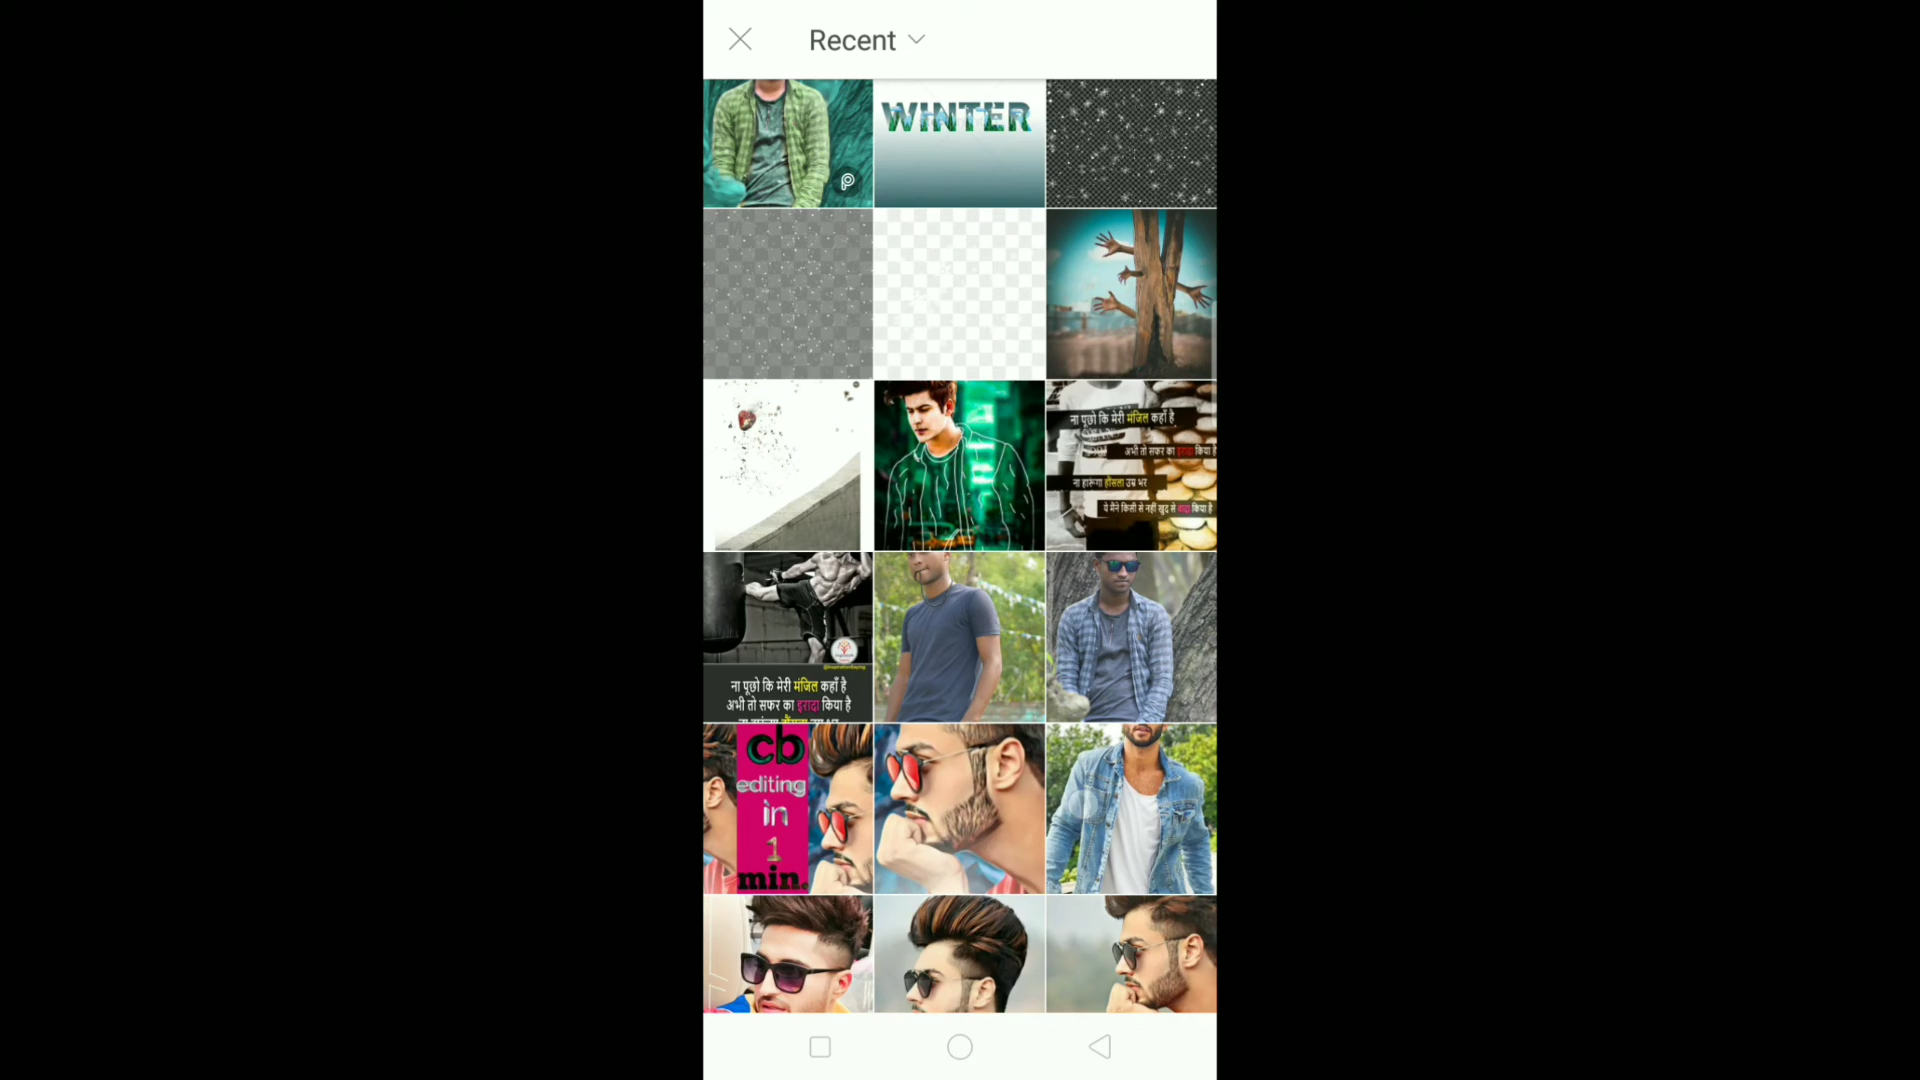 Recent
WINTER
ना पूछो कि मेरी मंजिल कहाँ है
अभी तो सफर का इरादा किया है
ना हारूंगा हौंसला उम्र भर
ये मैंने किसी से नहीं खुद से वादा किया है
ना पूछो कि मेरी मंजिल कहाँ है
अभी तो सफर का इरादा किया है
cb
editing
in
1
min.